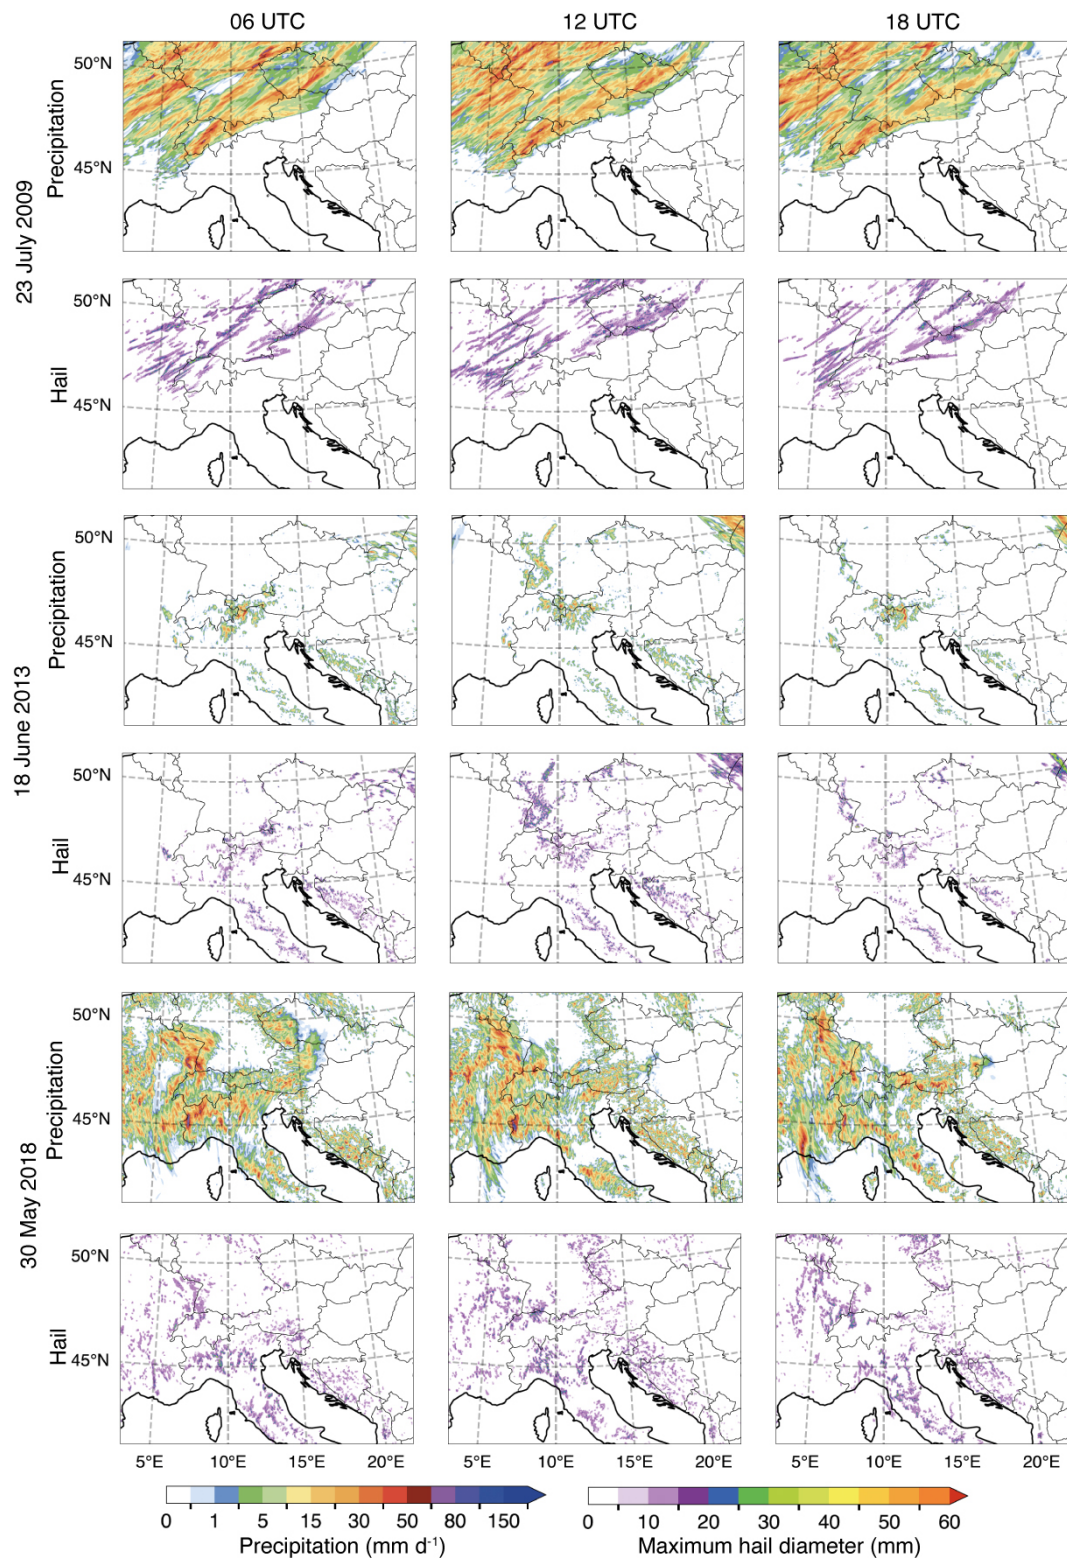 06 UTC 12 UTC 18 UTC
23 July 2009
Precipitation
50°N
45°N
Hail
50°N
45°N
18 June 2013
Precipitation
50°N
45°N
Hail
50°N
45°N
30 May 2018
Precipitation
50°N
45°N
Hail
50°N
45°N
5°E 10°E 15°E 20°E 5°E 10°E 15°E 20°E 5°E 10°E 15°E 20°E
0 1 5 15 30 50 80 150
Precipitation (mm d⁻¹)
0 10 20 30 40 50 60
Maximum hail diameter (mm)